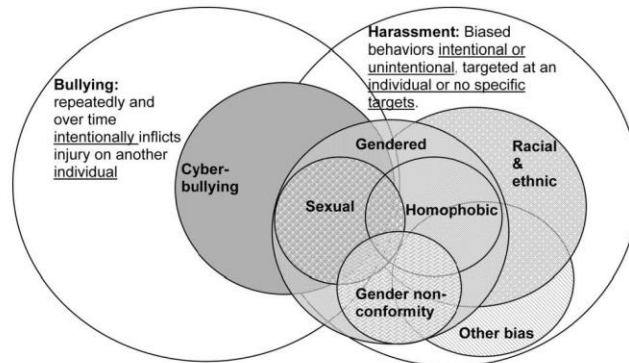 Bullying:
repeatedly and
over time
intentionally inflicts
injury on another
individual
Harassment: Biased
behaviors intentional or
unintentional, targeted at an
individual or no specific
targets.
Gendered
Racial
&
ethnic
Cyber-
bullying
Sexual
Homophobic
Gender non-
conformity
Other bias